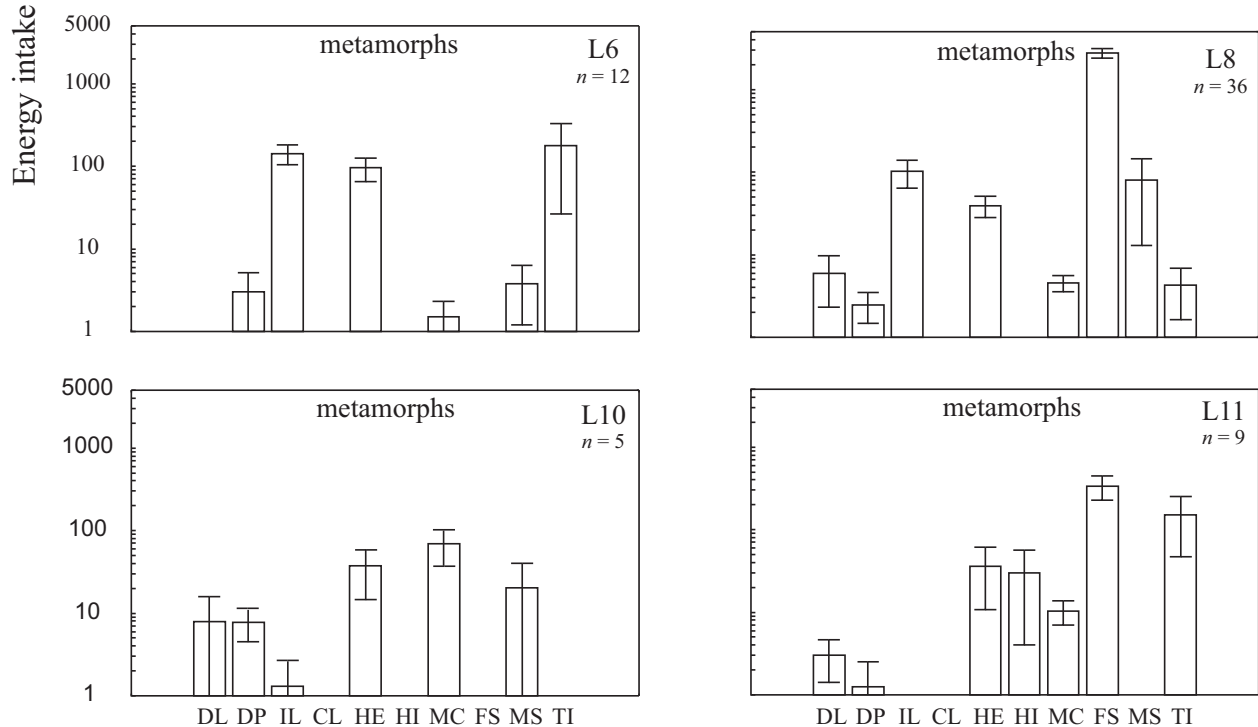 Energy intake
5000
1000
100
10
1
metamorphs
L6
n = 12
metamorphs
L8
n = 36
5000
1000
100
10
1
metamorphs
L10
n = 5
metamorphs
L11
n = 9
DL DP IL CL HE HI MC FS MS TI
DL DP IL CL HE HI MC FS MS TI